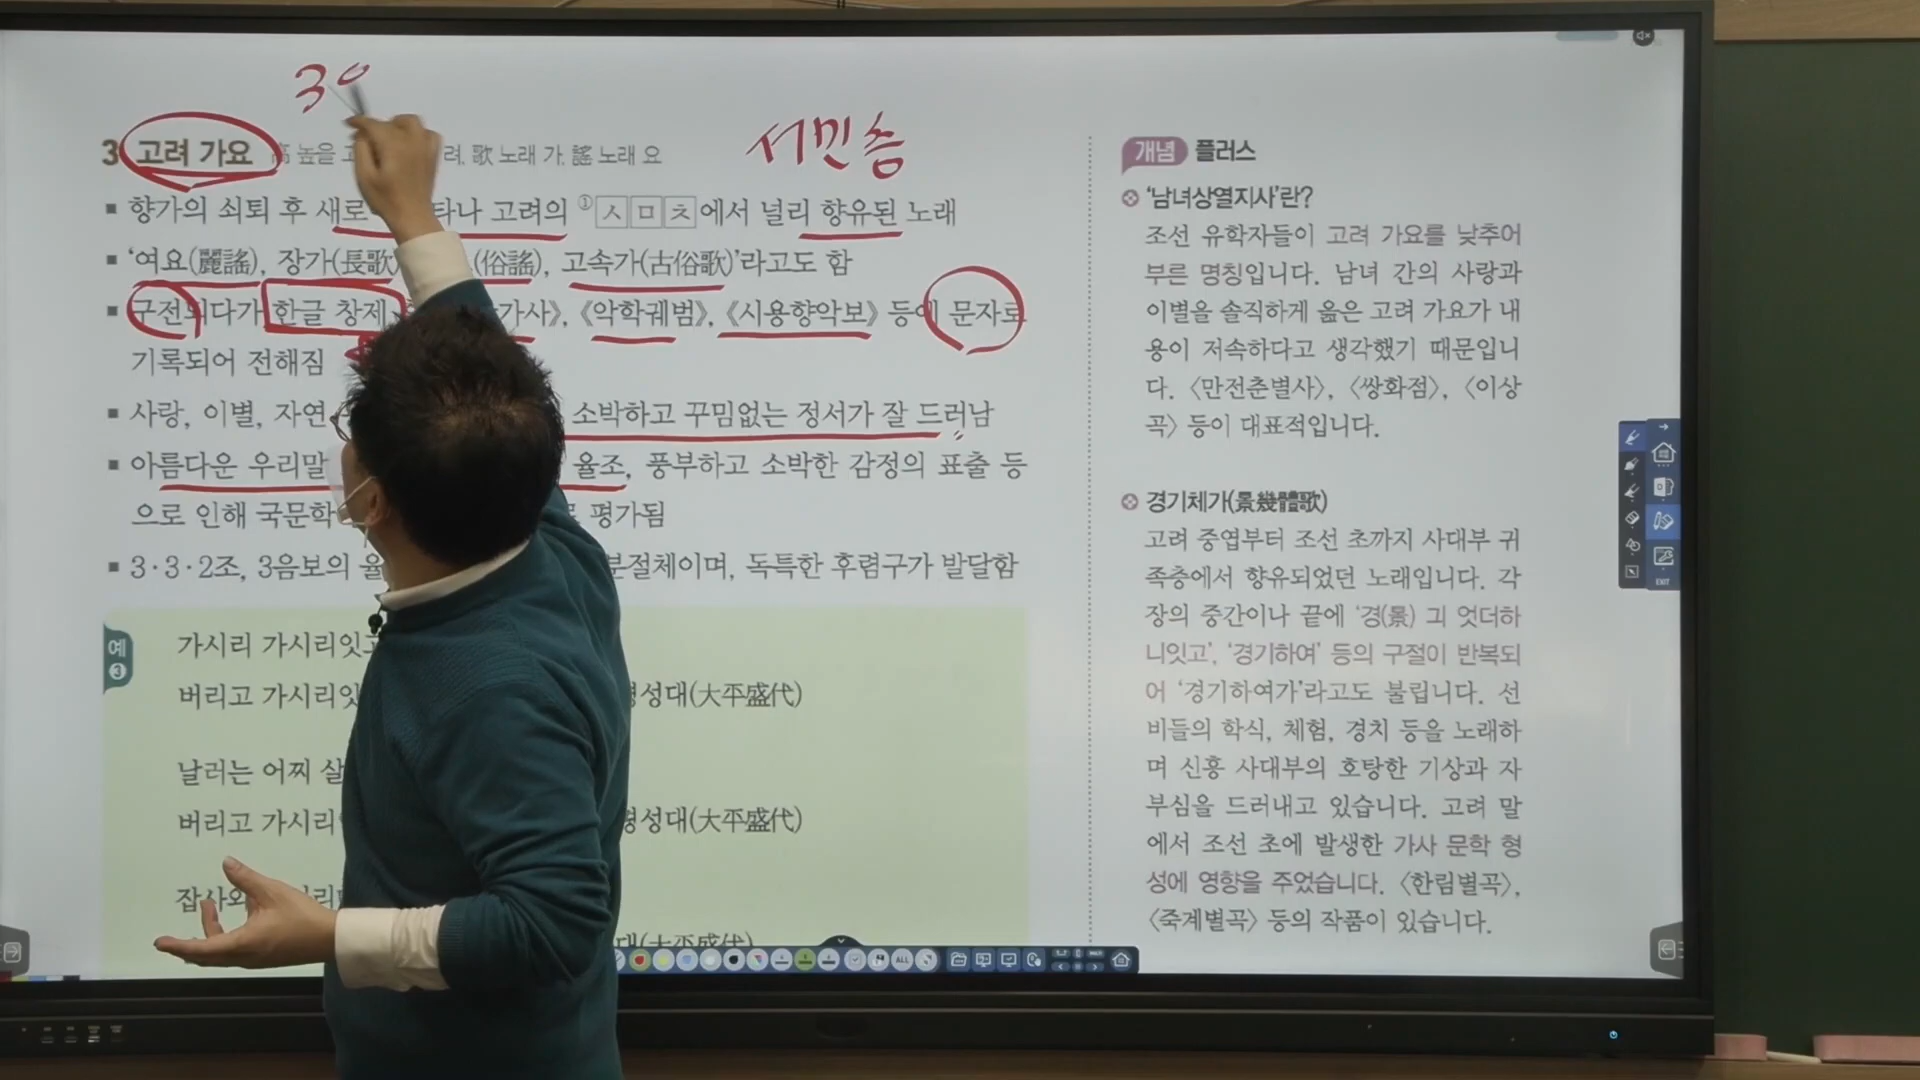 3
서민층
3 고려 가요 高 높을 고 려, 歌 노래 가, 謠 노래 요
■ 향가의 쇠퇴 후 새로 타나 고려의 ①ㅅㅁㅊ에서 널리 향유된 노래
■ ‘여요(麗謠), 장가(長歌) (俗謠), 고속가(古俗歌)’라고도 함
■ 구전되다가 한글 창제 가사》, 《악학궤범》, 《시용향악보》 등에 문자로
기록되어 전해짐
■ 사랑, 이별, 자연 소박하고 꾸밈없는 정서가 잘 드러남
■ 아름다운 우리말 율조, 풍부하고 소박한 감정의 표출 등
으로 인해 국문학 평가됨
■ 3·3·2조, 3음보의 율 분절체이며, 독특한 후렴구가 발달함
예 3
가시리 가시리잇고
버리고 가시리잇 평성대(大平盛代)
날러는 어찌 살
버리고 가시리 평성대(大平盛代)
잡사와 리
대(大平盛代)
개념 플러스
‘남녀상열지사’란?
조선 유학자들이 고려 가요를 낮추어
부른 명칭입니다. 남녀 간의 사랑과
이별을 솔직하게 읊은 고려 가요가 내
용이 저속하다고 생각했기 때문입니
다. 〈만전춘별사〉, 〈쌍화점〉, 〈이상
곡〉 등이 대표적입니다.
경기체가(景幾體歌)
고려 중엽부터 조선 초까지 사대부 귀
족층에서 향유되었던 노래입니다. 각
장의 중간이나 끝에 ‘경(景) 긔 엇더하
니잇고’, ‘경기하여’ 등의 구절이 반복되
어 ‘경기하여가’라고도 불립니다. 선
비들의 학식, 체험, 경치 등을 노래하
며 신흥 사대부의 호탕한 기상과 자
부심을 드러내고 있습니다. 고려 말
에서 조선 초에 발생한 가사 문학 형
성에 영향을 주었습니다. 〈한림별곡〉,
〈죽계별곡〉 등의 작품이 있습니다.
EXIT
ALL